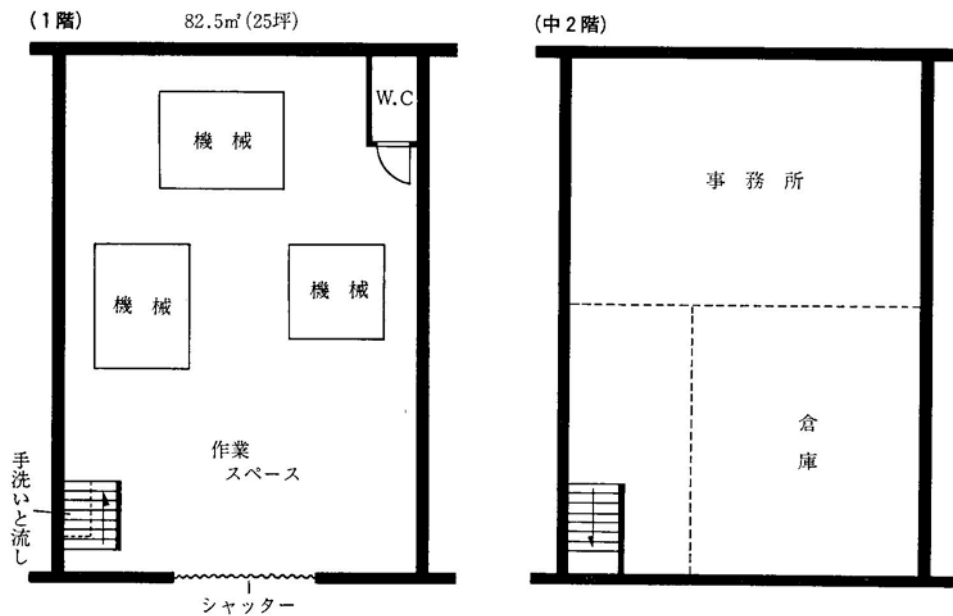 (1階)
82.5㎡(25坪)
W.C
機 械
機 械
機 械
作業
スペース
手洗いと流し
シャッター
(中2階)
事 務 所
倉
庫